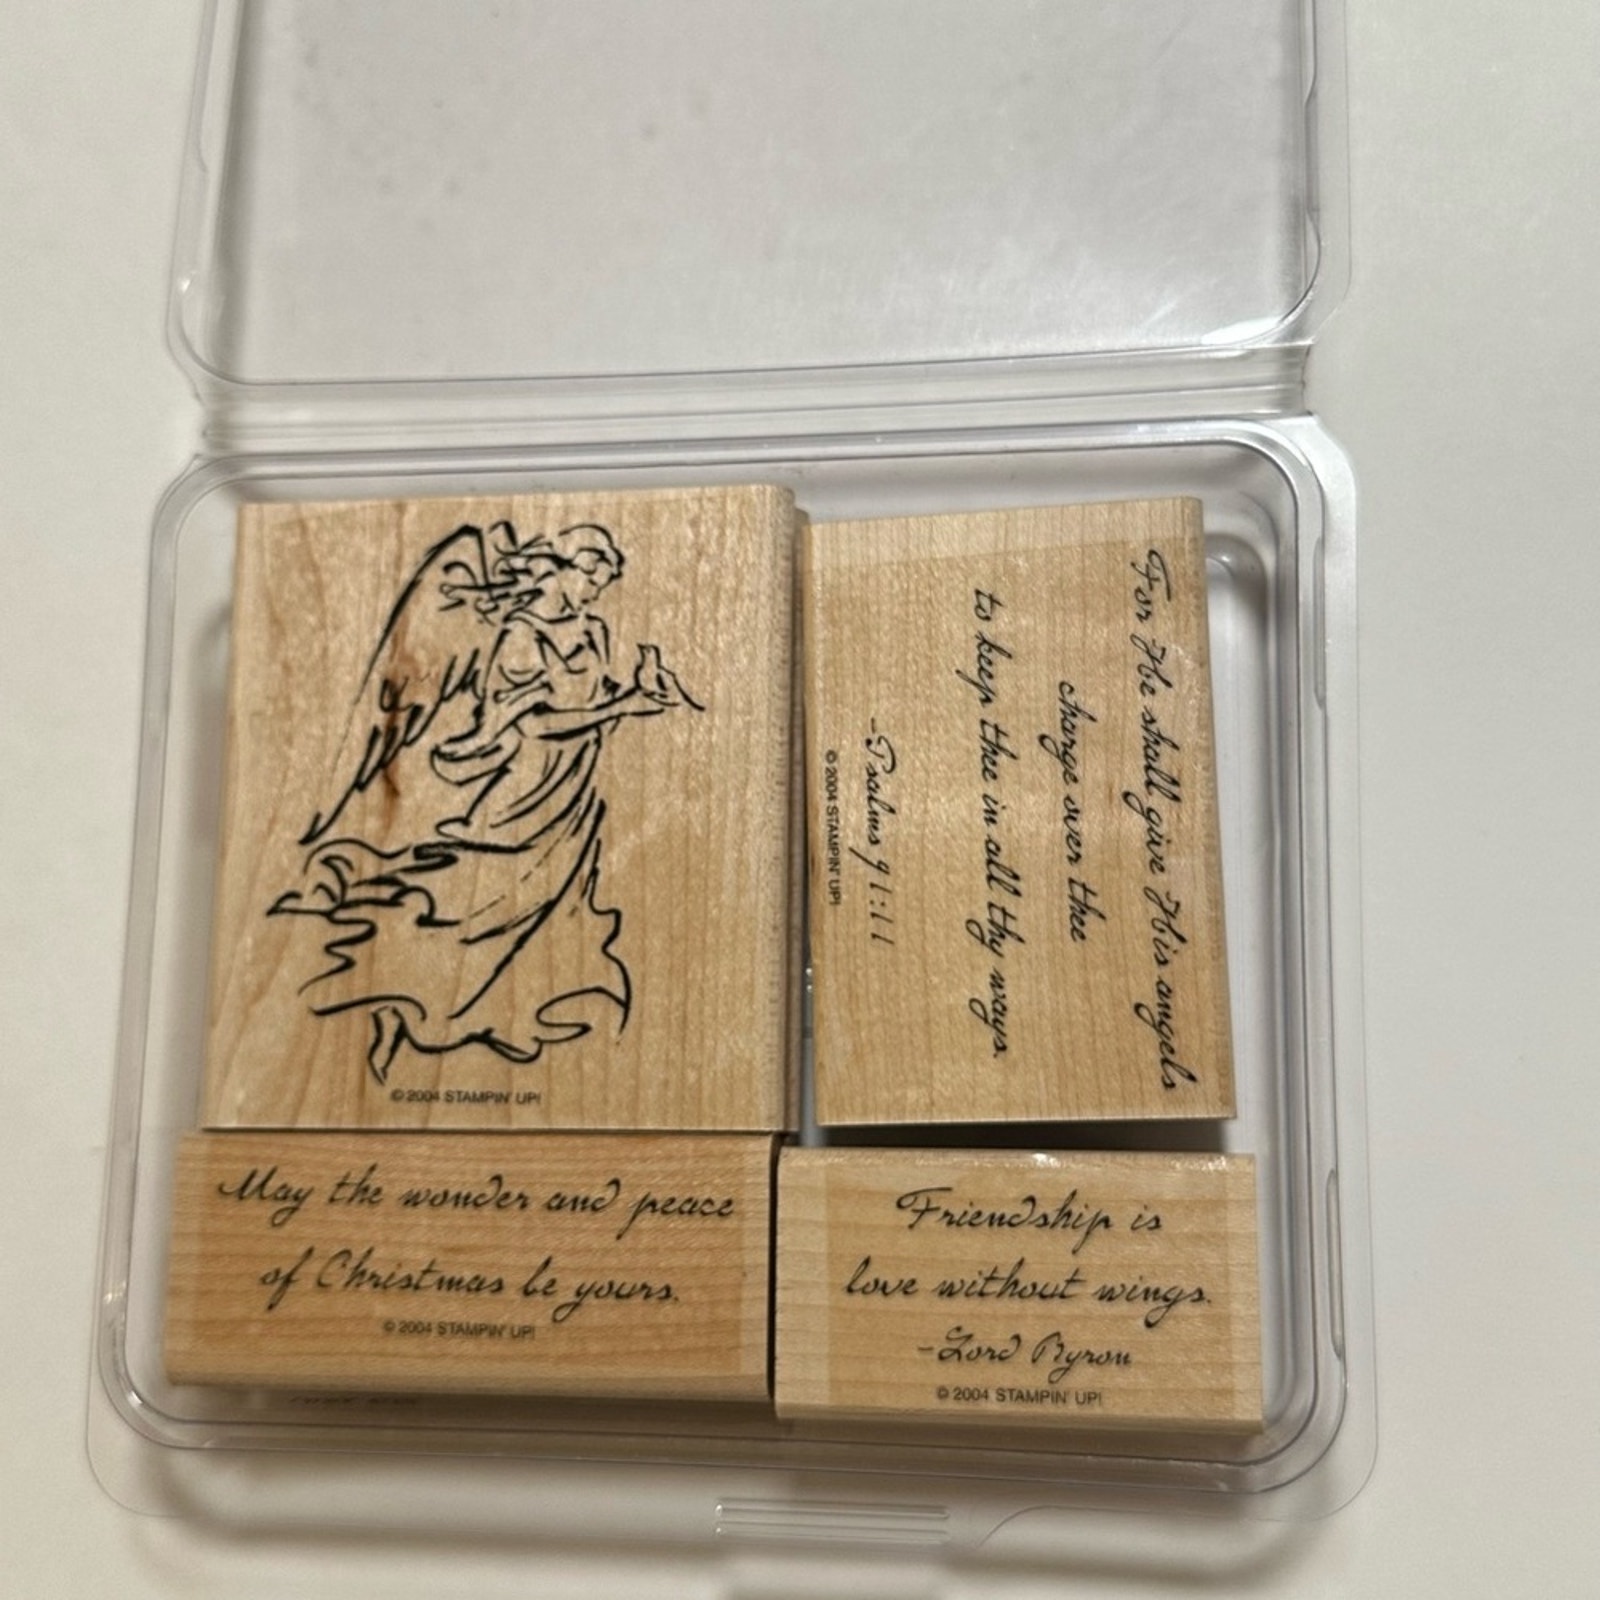 © 2004 STAMPIN' UP!
For He shall give His angels
charge over thee
to keep thee in all thy ways.
-Psalms 91:11
© 2004 STAMPIN' UP!
May the wonder and peace
of Christmas be yours.
© 2004 STAMPIN' UP!
Friendship is
love without wings.
-Lord Byron
© 2004 STAMPIN' UP!